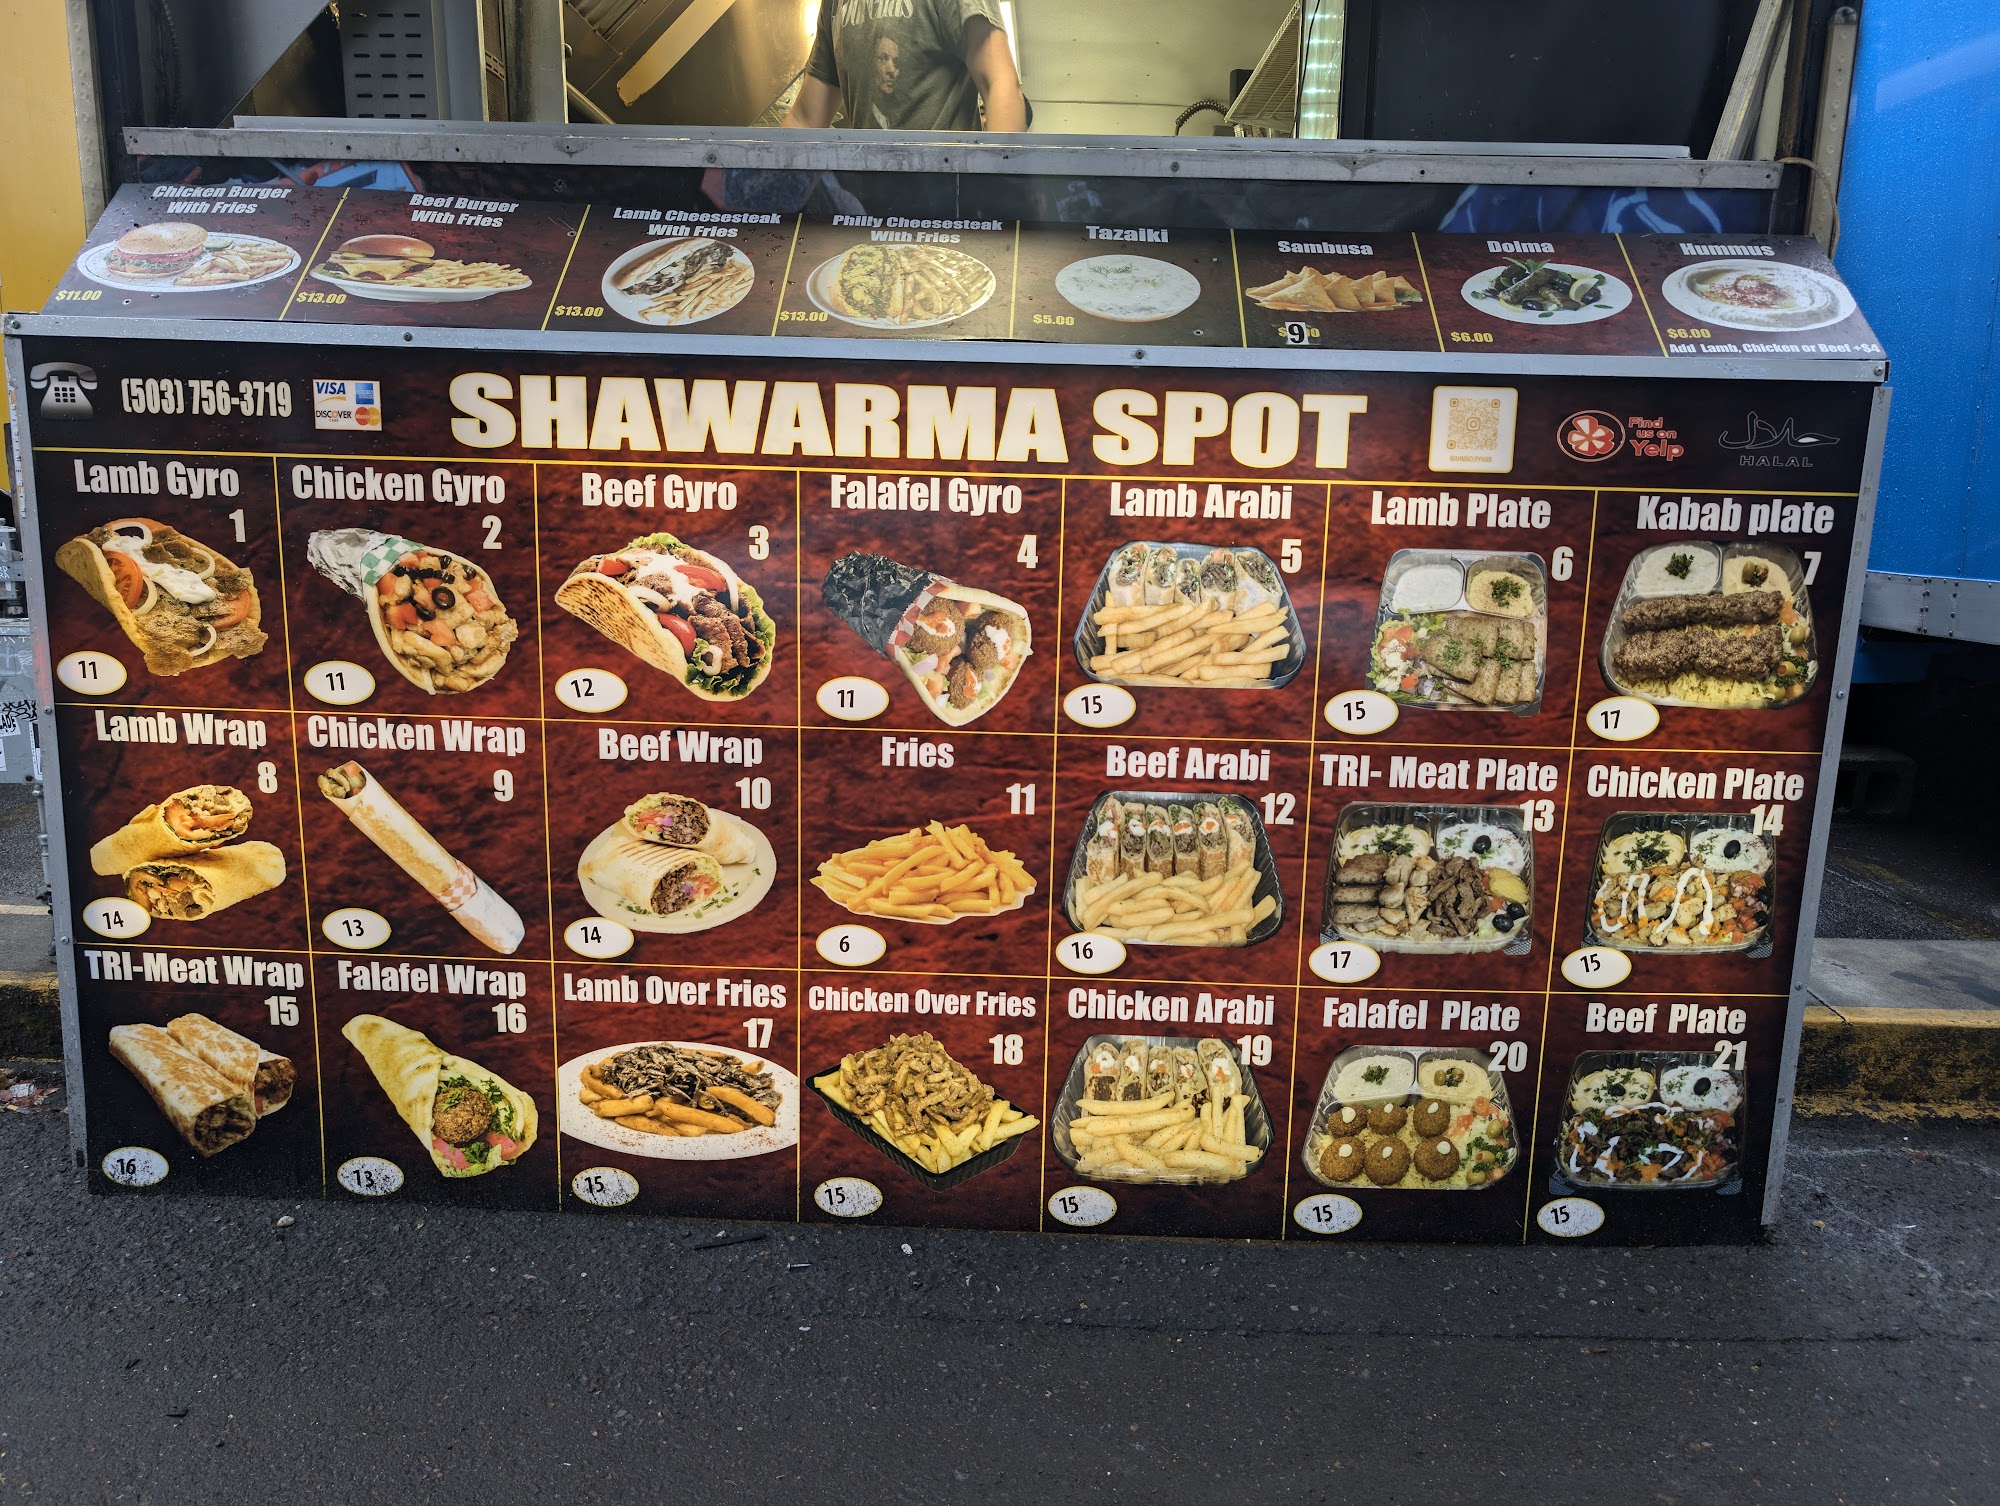 Chicken Burger
With Fries
$11.00
Beef Burger
With Fries
$13.00
Lamb Cheesesteak
With Fries
$13.00
Philly Cheesesteak
With Fries
$13.00
Tazaiki
$5.00
Sambusa
$9
Dolma
$6.00
Hummus
$6.00
Add Lamb, Chicken or Beef +$4
(503) 756-3719
VISA
DISCOVER
SHAWARMA SPOT
Find
us on
Yelp
حلال
HALAL
Lamb Gyro
1
11
Chicken Gyro
2
11
Beef Gyro
3
12
Falafel Gyro
4
11
Lamb Arabi
5
15
Lamb Plate
6
15
Kabab plate
7
17
Lamb Wrap
8
14
Chicken Wrap
9
13
Beef Wrap
10
14
Fries
11
6
Beef Arabi
12
16
TRI- Meat Plate
13
17
Chicken Plate
14
15
TRI-Meat Wrap
15
16
Falafel Wrap
16
13
Lamb Over Fries
17
15
Chicken Over Fries
18
15
Chicken Arabi
19
15
Falafel Plate
20
15
Beef Plate
21
15